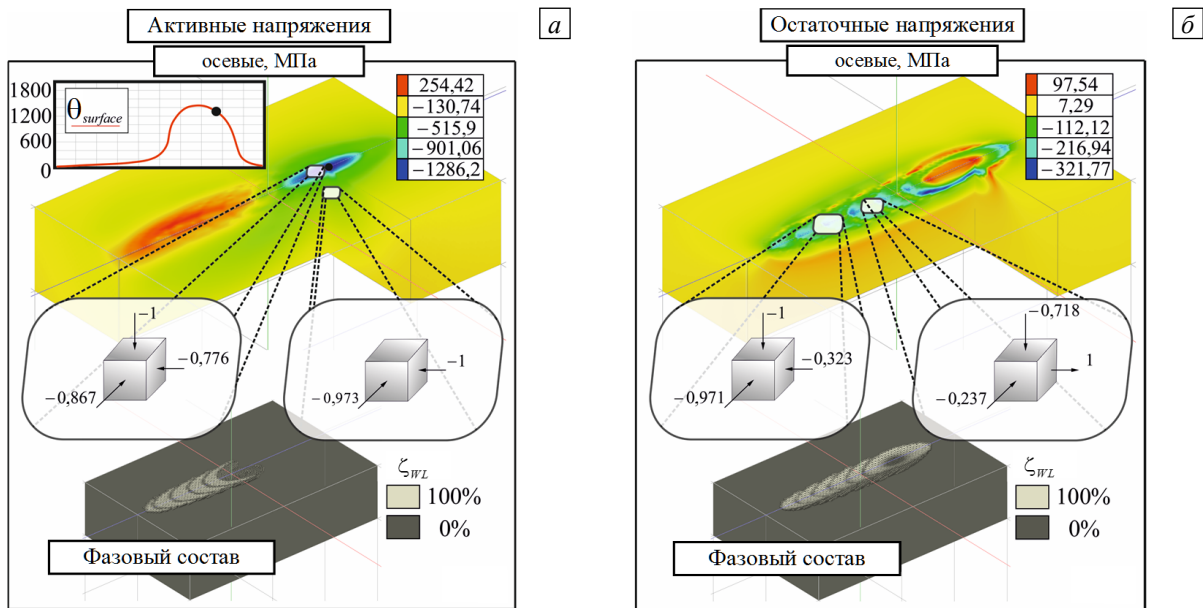 Активные напряжения
а
осевые, МПа
1800
1200
600
0
θsurface
254,42
−130,74
−515,9
−901,06
−1286,2
−1
−0,776
−0,867
−1
−0,973
ζWL
100%
0%
Фазовый состав
Остаточные напряжения
б
осевые, МПа
97,54
7,29
−112,12
−216,94
−321,77
−1
−0,323
−0,971
−0,718
1
−0,237
ζWL
100%
0%
Фазовый состав